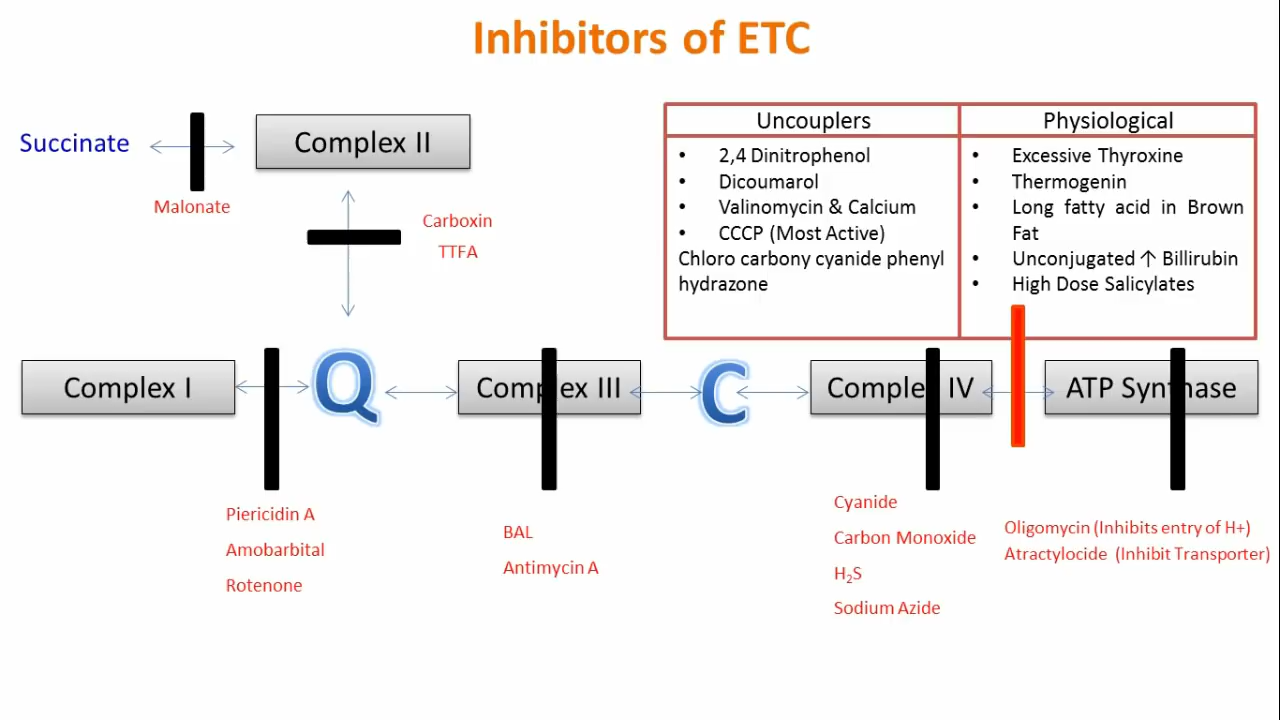 Inhibitors of ETC
Succinate
Complex II
Malonate
Carboxin
TTFA
Uncouplers
Physiological
• 2,4 Dinitrophenol
• Dicoumarol
• Valinomycin & Calcium
• CCCP (Most Active)
Chloro carbony cyanide phenyl
hydrazone
• Excessive Thyroxine
• Thermogenin
• Long fatty acid in Brown
Fat
• Unconjugated ↑ Billirubin
• High Dose Salicylates
Complex I
Q
Complex III
C
Complex IV
ATP Synthase
Piericidin A
Amobarbital
Rotenone
BAL
Antimycin A
Cyanide
Carbon Monoxide
H₂S
Sodium Azide
Oligomycin (Inhibits entry of H+)
Atractylocide (Inhibit Transporter)